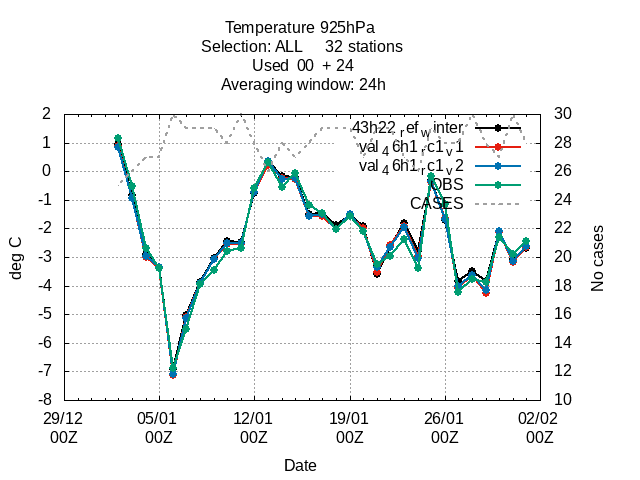 Temperature 925hPa
Selection: ALL 32 stations
Used 00 + 24
Averaging window: 24h
43h22_ref_winter
val_46h1_rc1_v1
val_46h1_rc1_v2
OBS
CASES
2
1
0
-1
-2
-3
-4
-5
-6
-7
-8
deg C
30
28
26
24
22
20
18
16
14
12
10
No cases
29/12 05/01 12/01 19/01 26/01 02/02
00Z 00Z 00Z 00Z 00Z 00Z
Date